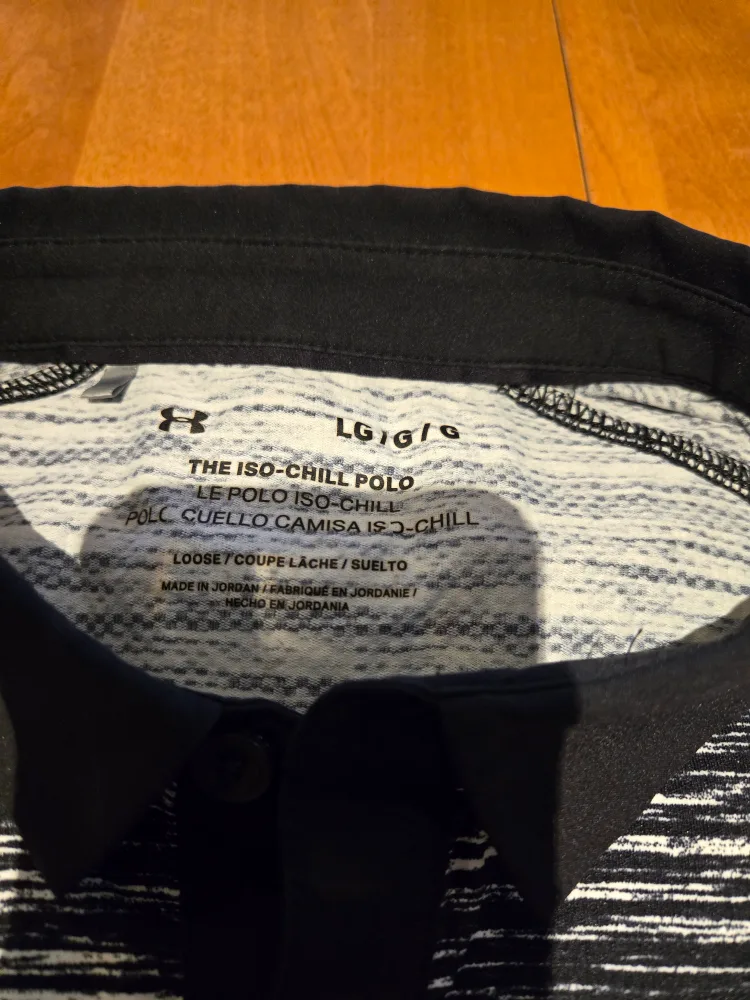 LG / G / G
THE ISO-CHILL POLO
LE POLO ISO-CHILL
POLO CUELLO CAMISA ISO-CHILL
LOOSE / COUPE LÂCHE / SUELTO
MADE IN JORDAN / FABRIQUÉ EN JORDANIE /
HECHO EN JORDANIA